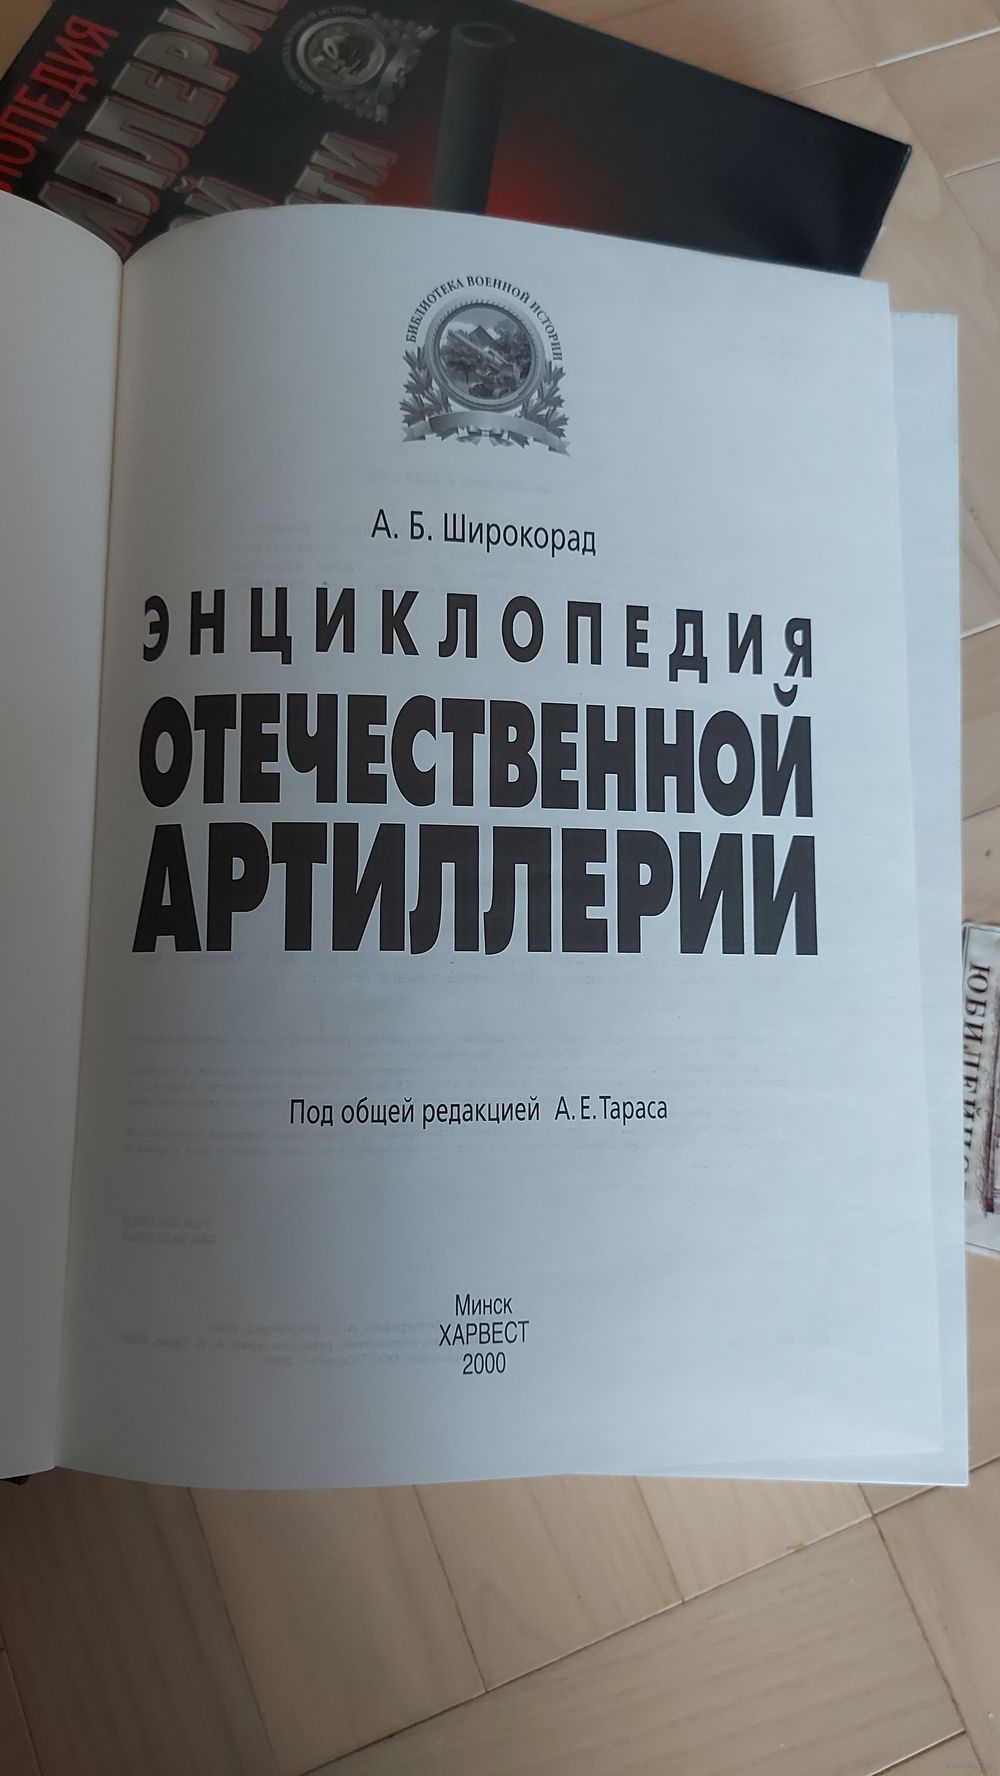 БИБЛИОТЕКА ВОЕННОЙ ИСТОРИИ
А. Б. Широкорад
ЭНЦИКЛОПЕДИЯ
ОТЕЧЕСТВЕННОЙ
АРТИЛЛЕРИИ
Под общей редакцией А. Е. Тараса
Минск
ХАРВЕСТ
2000